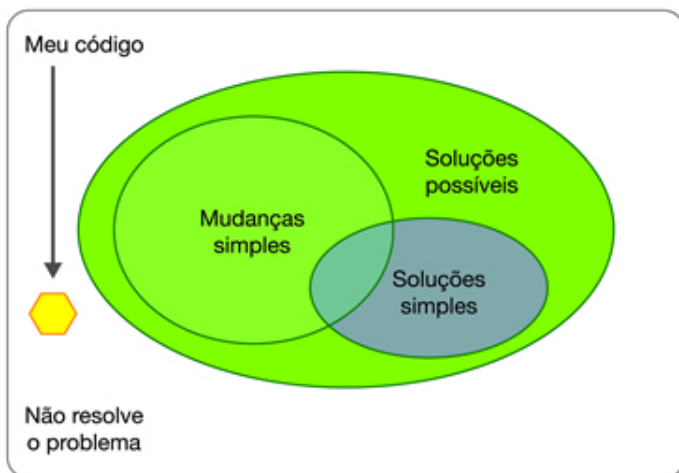 Meu código
Soluções
possíveis
Mudanças
simples
Soluções
simples
Não resolve
o problema